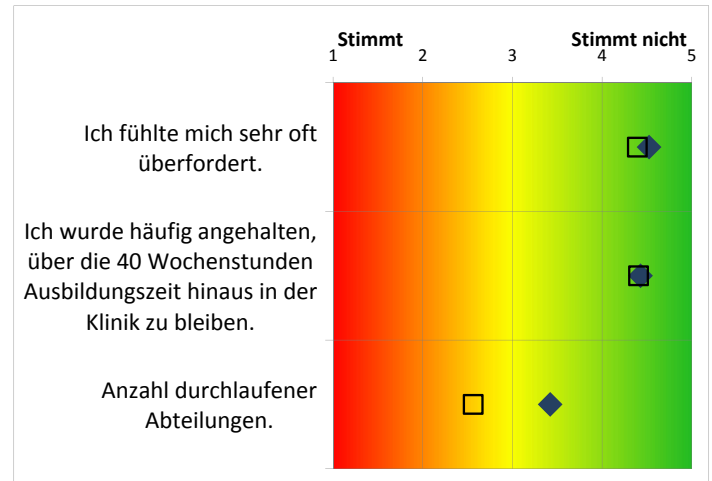 Stimmt Stimmt nicht
1 2 3 4 5
Ich fühlte mich sehr oft
überfordert.
Ich wurde häufig angehalten,
über die 40 Wochenstunden
Ausbildungszeit hinaus in der
Klinik zu bleiben.
Anzahl durchlaufener
Abteilungen.